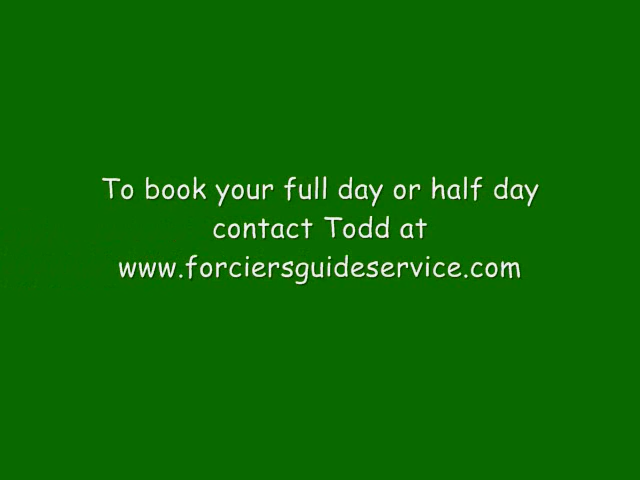 To book your full day or half day
contact Todd at
www.forciersguideservice.com